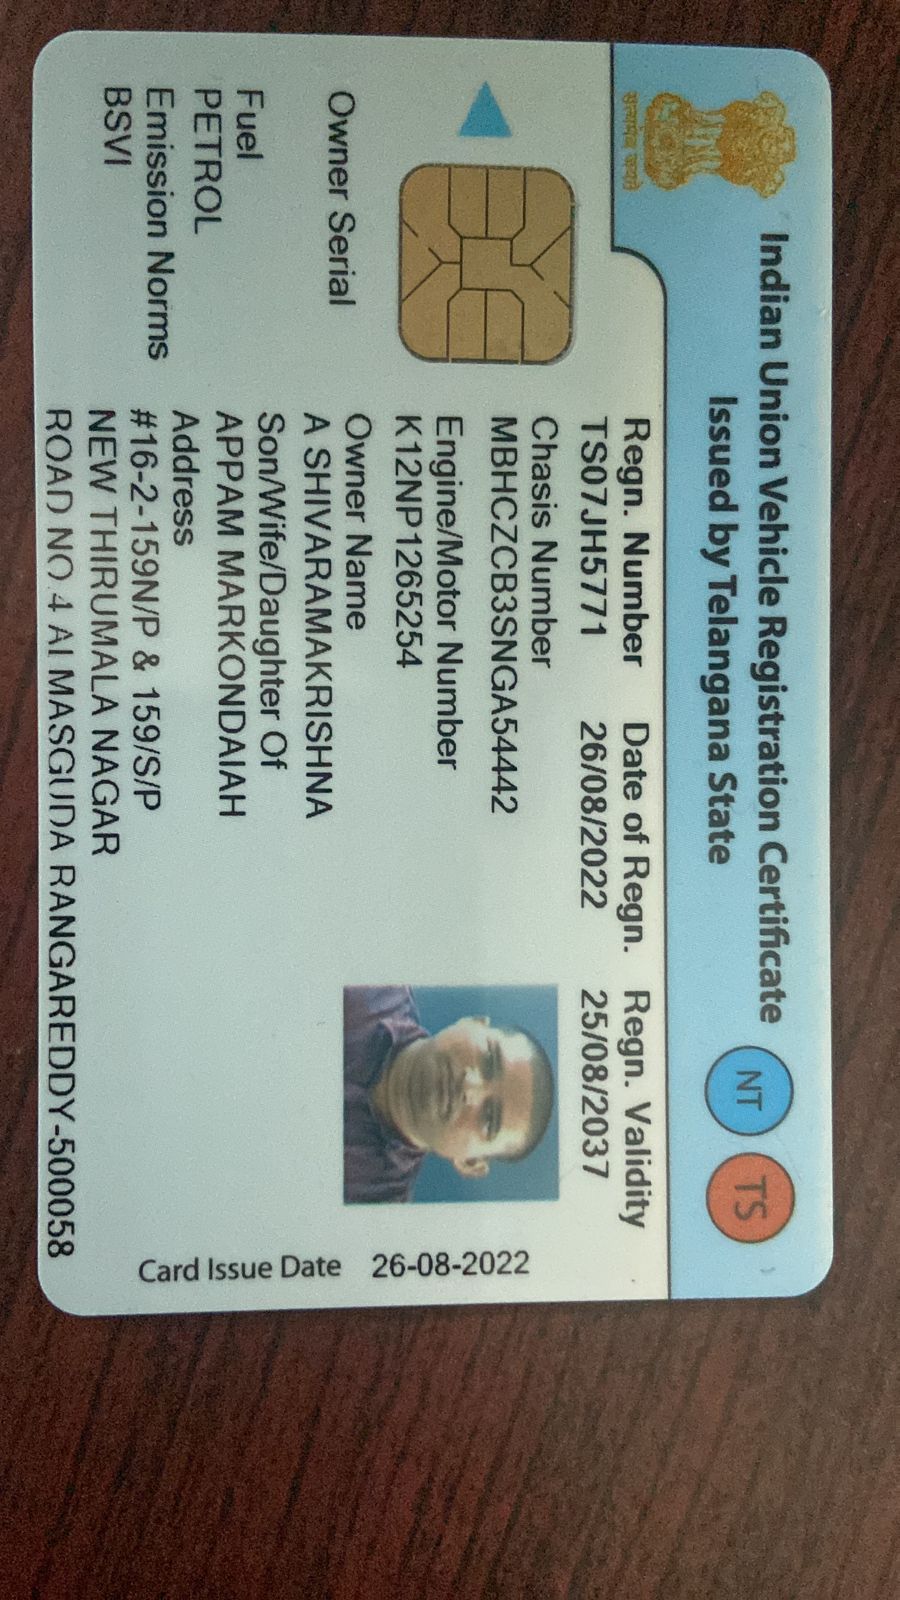 Indian Union Vehicle Registration Certificate
Issued by Telangana State
NT
TS
सत्यमेव जयते
Regn. Number
Date of Regn.
Regn. Validity
TS07JH5771
26/08/2022
25/08/2037
Chasis Number
MBHCZCB3SNGA54442
Engine/Motor Number
K12NP1265254
Owner Serial
Owner Name
A SHIVARAMAKRISHNA
Son/Wife/Daughter Of
APPAM MARKONDAIAH
Fuel
PETROL
Emission Norms
BSVI
Address
#16-2-159N/P & 159/S/P
NEW THIRUMALA NAGAR
ROAD NO 4 ALMASGUDA RANGAREDDY-500058
Card Issue Date 26-08-2022